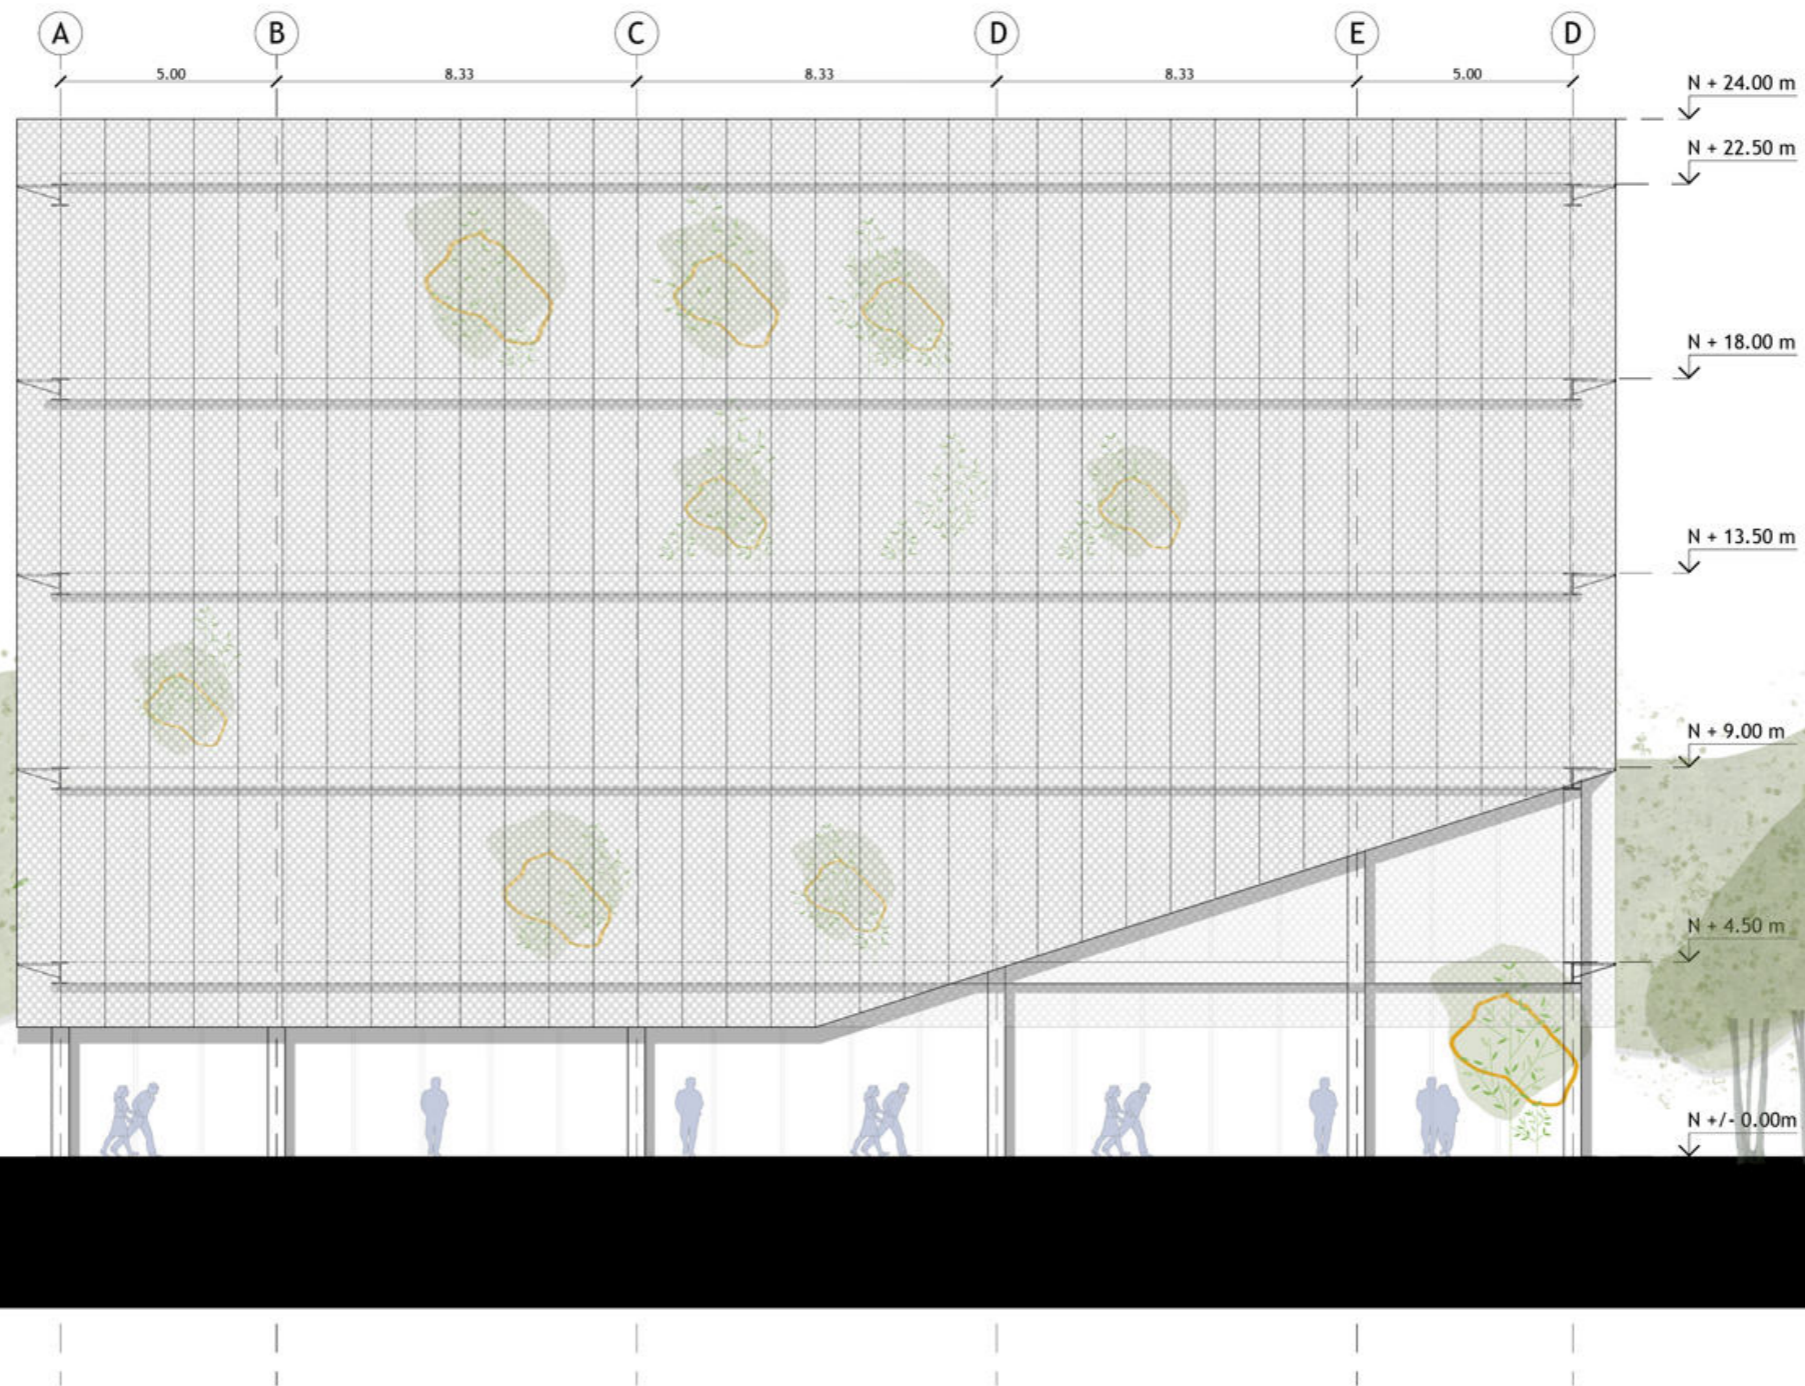 A B C D E D
5.00 8.33 8.33 8.33 5.00
N + 24.00 m
N + 22.50 m
N + 18.00 m
N + 13.50 m
N + 9.00 m
N + 4.50 m
N +/- 0.00m